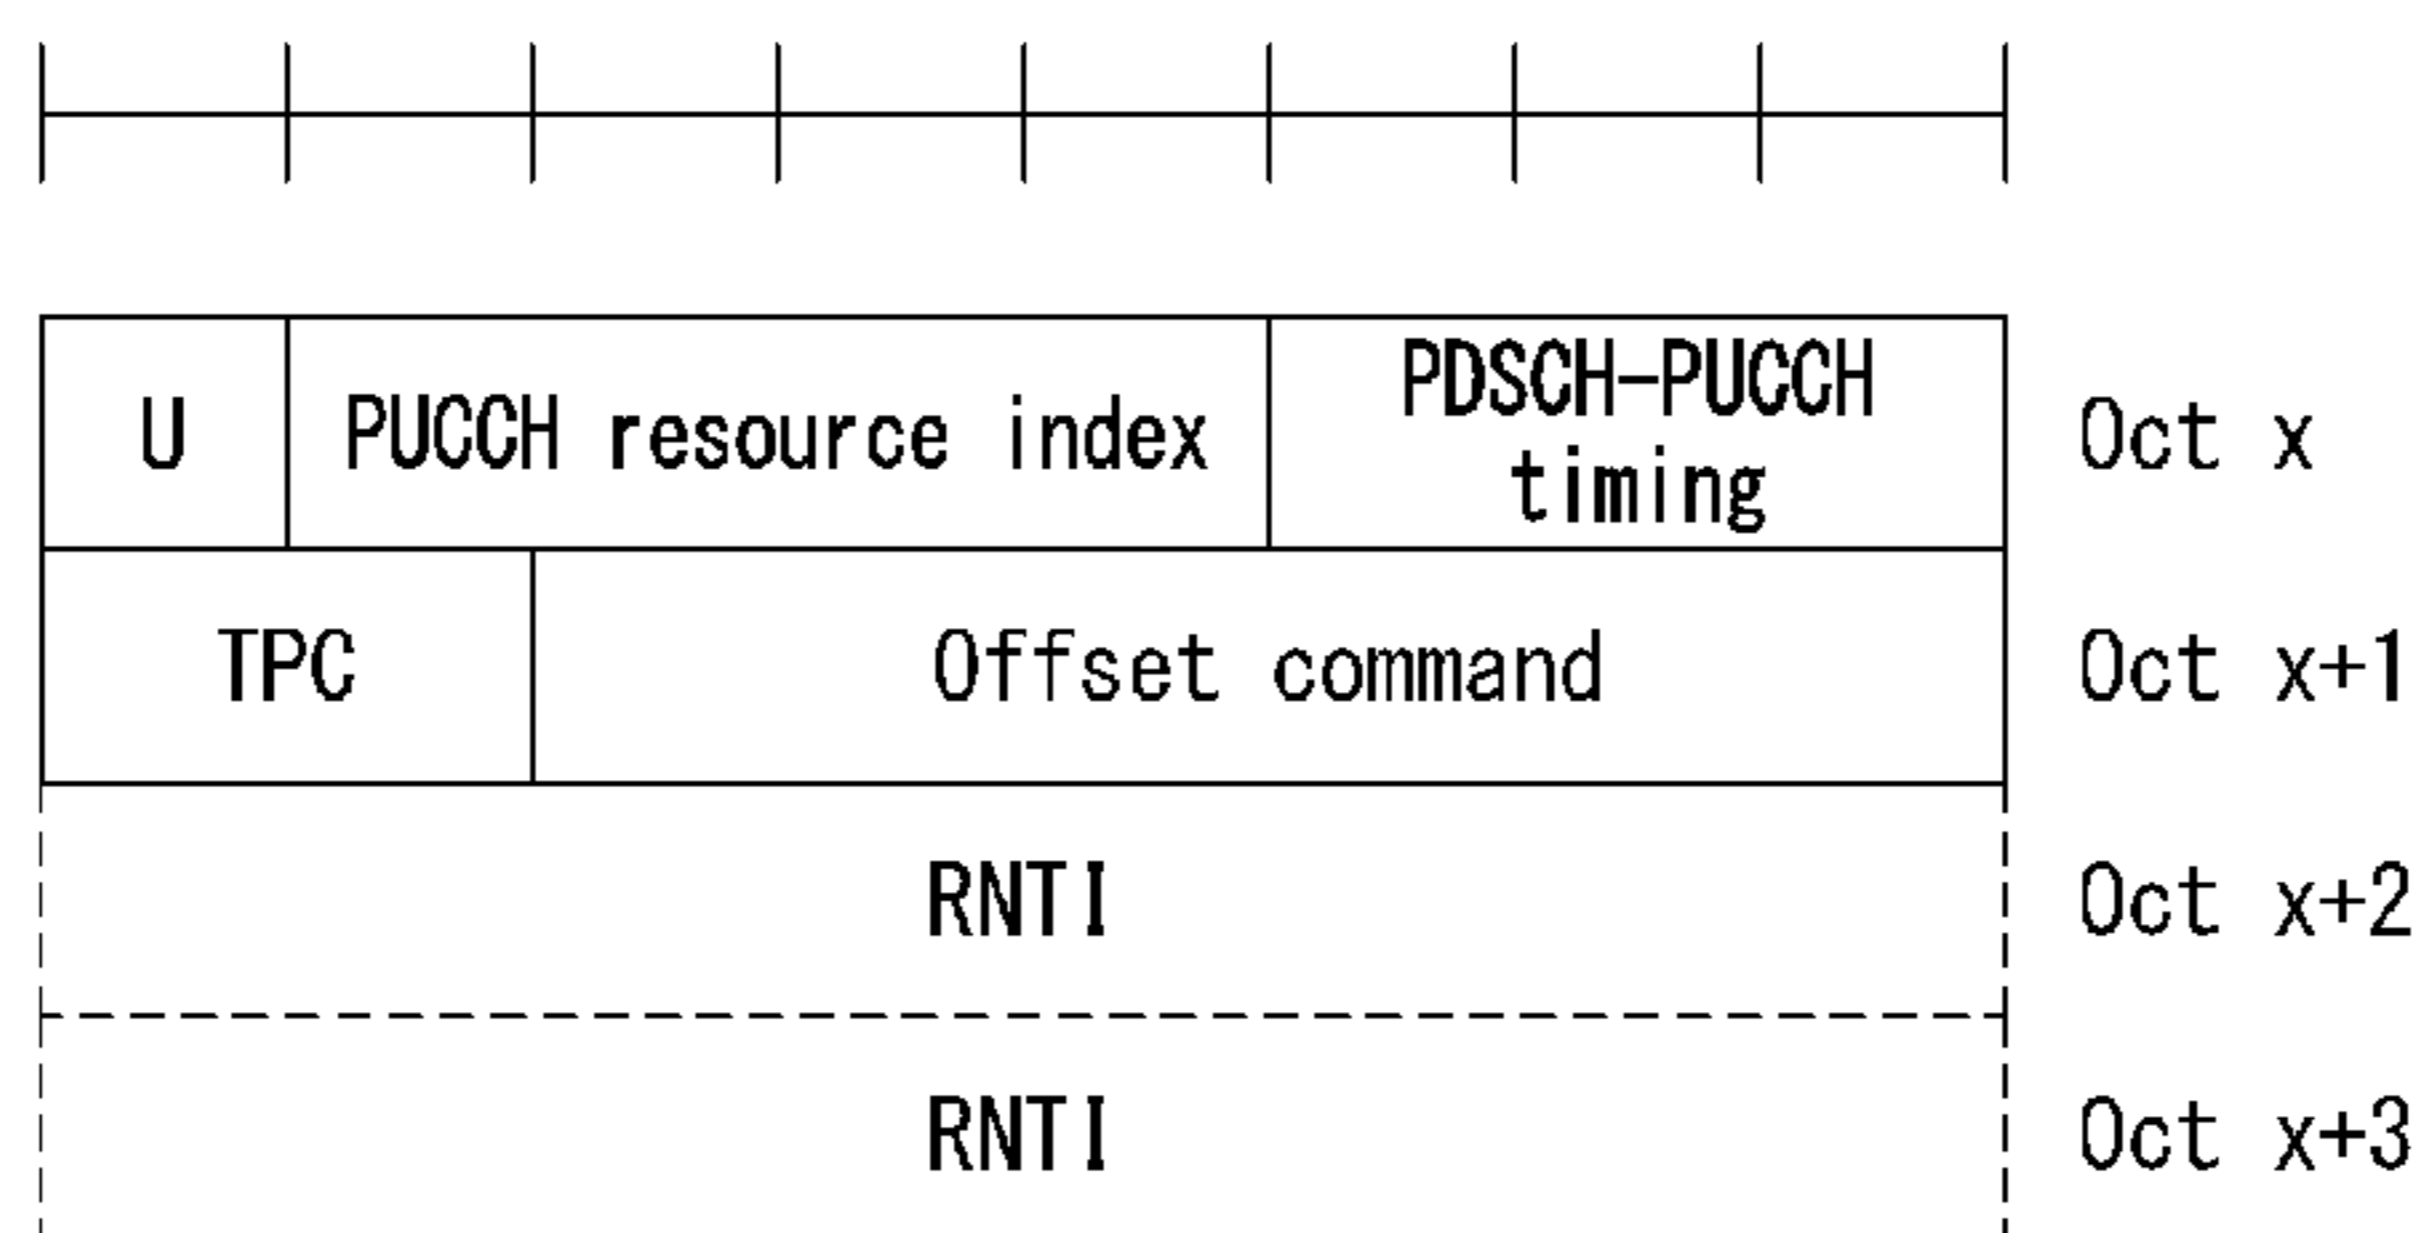 U PUCCH resource index PDSCH-PUCCH timing Oct x
TPC Offset command Oct x+1
RNTI Oct x+2
RNTI Oct x+3